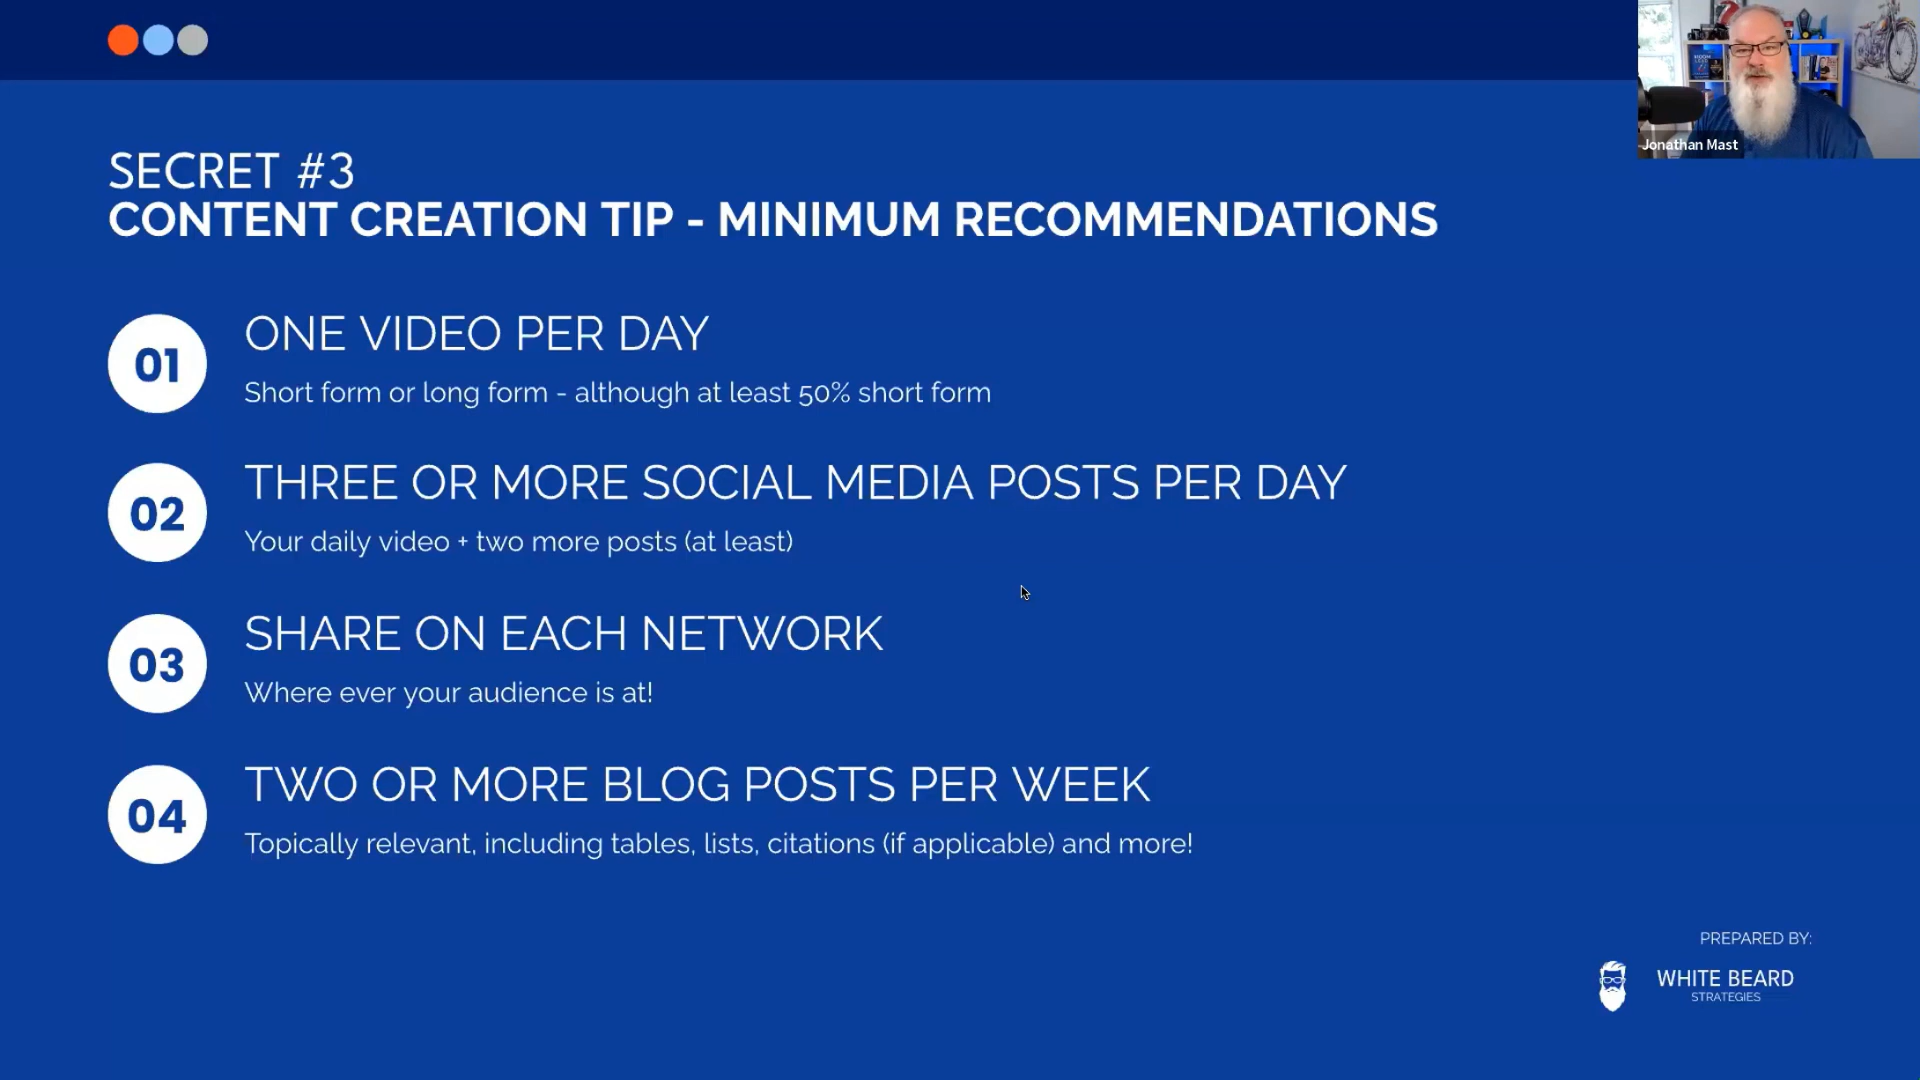 Jonathan Mast
SECRET #3
CONTENT CREATION TIP - MINIMUM RECOMMENDATIONS
01
ONE VIDEO PER DAY
Short form or long form - although at least 50% short form
02
THREE OR MORE SOCIAL MEDIA POSTS PER DAY
Your daily video + two more posts (at least)
03
SHARE ON EACH NETWORK
Where ever your audience is at!
04
TWO OR MORE BLOG POSTS PER WEEK
Topically relevant, including tables, lists, citations (if applicable) and more!
PREPARED BY:
WHITE BEARD
STRATEGIES